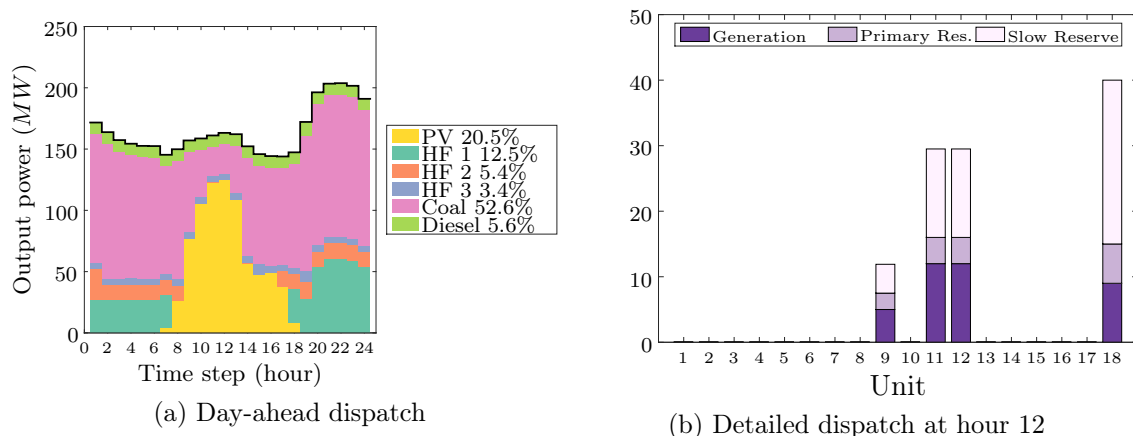 250
200
150
100
50
0
Output power (MW)
0 2 4 6 8 10 12 14 16 18 20 22 24
Time step (hour)
PV 20.5%
HF 1 12.5%
HF 2 5.4%
HF 3 3.4%
Coal 52.6%
Diesel 5.6%
(a) Day-ahead dispatch
50
40
30
20
10
0
Generation Primary Res. Slow Reserve
1 2 3 4 5 6 7 8 9 10 11 12 13 14 15 16 17 18
Unit
(b) Detailed dispatch at hour 12